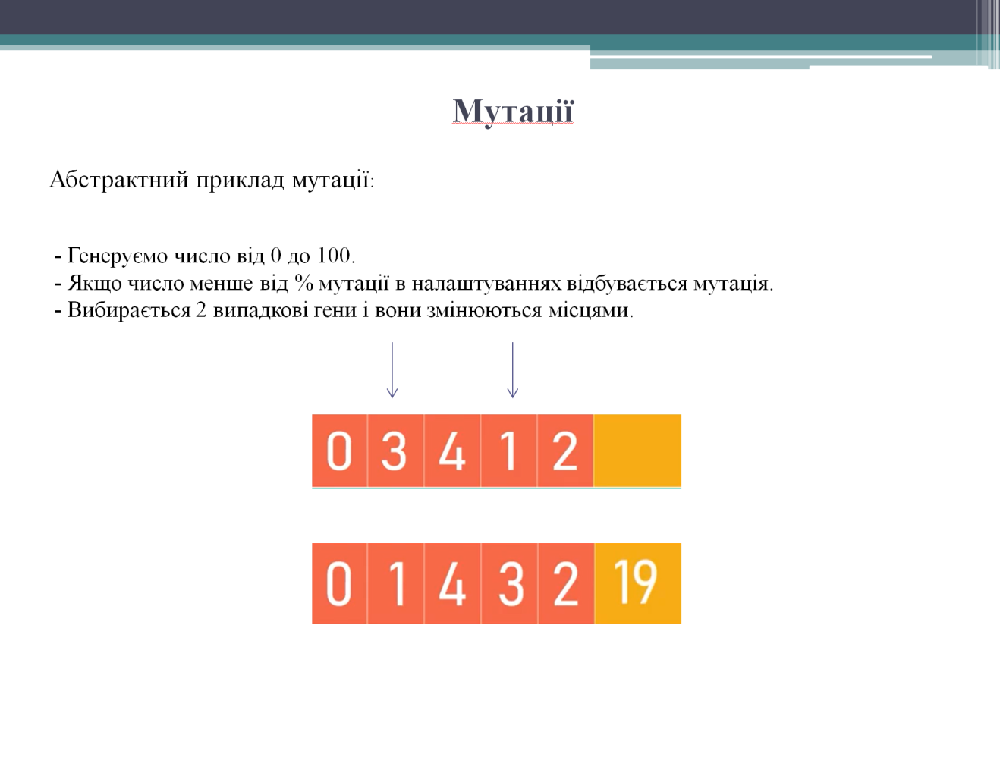 Мутації
Абстрактний приклад мутації:
- Генеруємо число від 0 до 100.
- Якщо число менше від % мутації в налаштуваннях відбувається мутація.
- Вибирається 2 випадкові гени і вони змінюються місцями.
0 3 4 1 2
0 1 4 3 2 19